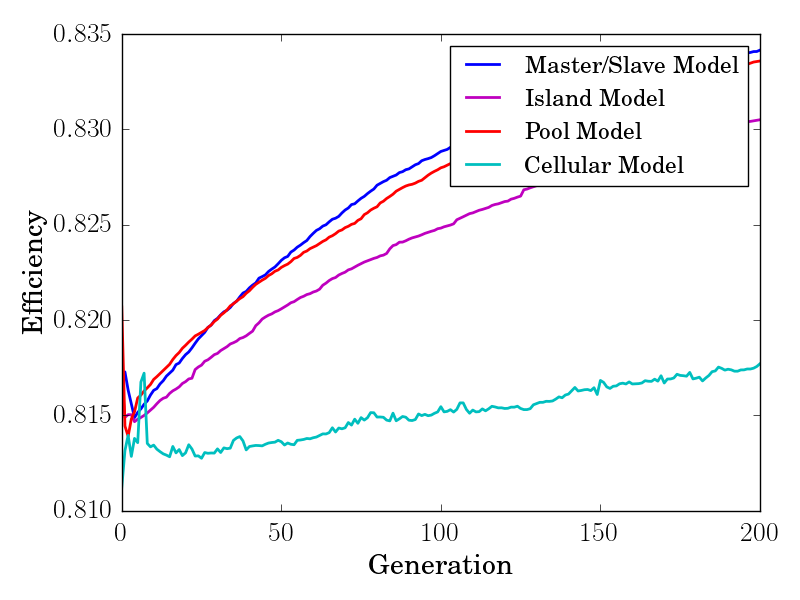 0.835
0.830
0.825
0.820
0.815
0.810
Efficiency
Master/Slave Model
Island Model
Pool Model
Cellular Model
0 50 100 150 200
Generation